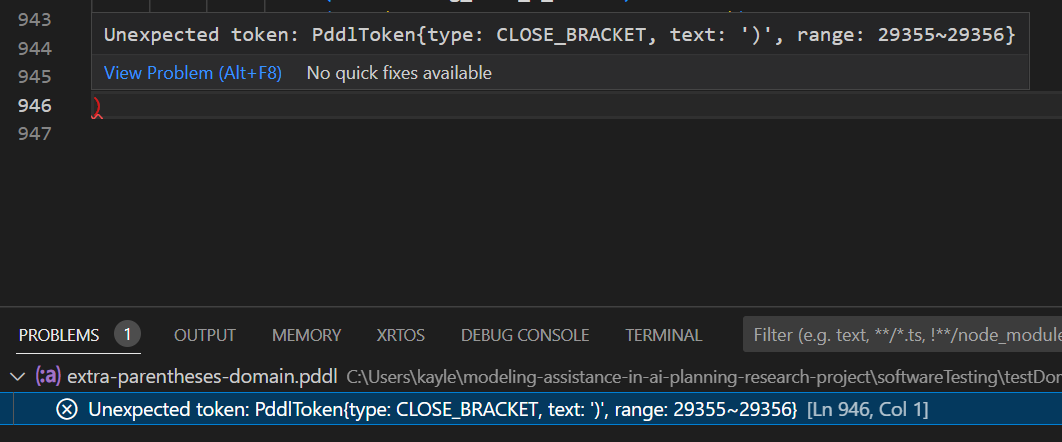 943
Unexpected token: PddlToken{type: CLOSE_BRACKET, text: ')', range: 29355~29356}
944
945
View Problem (Alt+F8) No quick fixes available
946 )
947
PROBLEMS 1 OUTPUT MEMORY XRTOS DEBUG CONSOLE TERMINAL Filter (e.g. text, **/*.ts, !**/node_module
(:a) extra-parentheses-domain.pddl C:\Users\kayle\modeling-assistance-in-ai-planning-research-project\softwareTesting\testDom
Unexpected token: PddlToken{type: CLOSE_BRACKET, text: ')', range: 29355~29356} [Ln 946, Col 1]